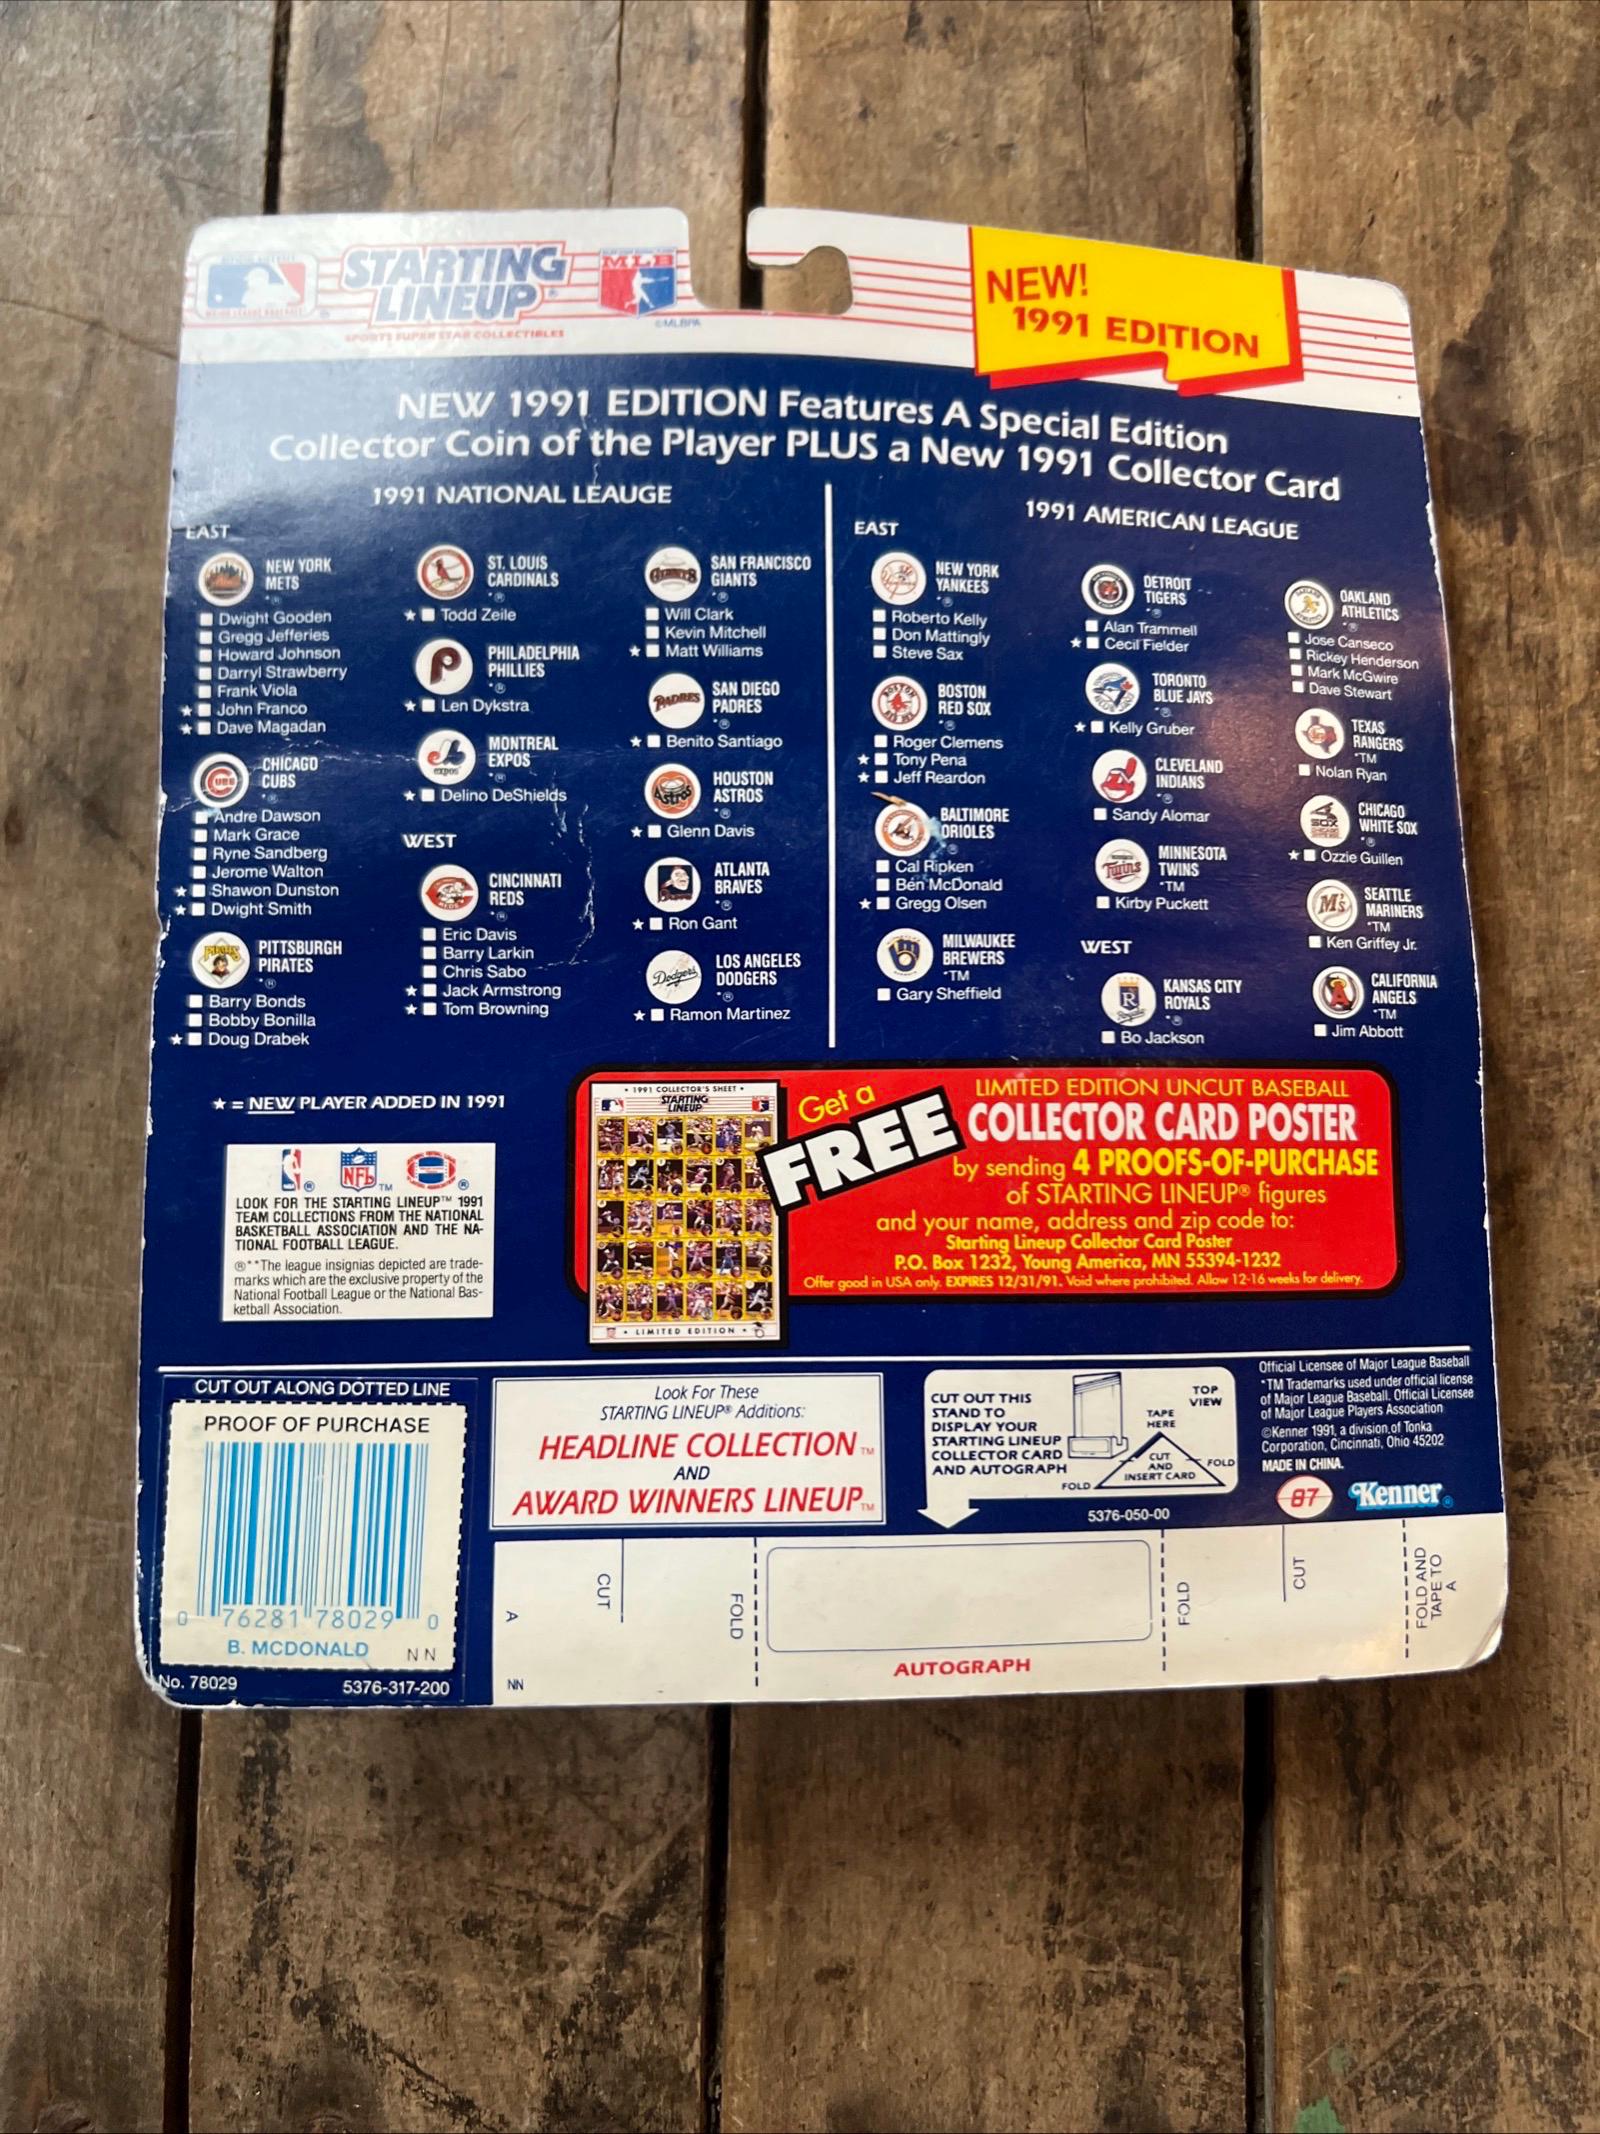 STARTING
LINEUP®
SPORTS SUPERSTAR COLLECTIBLES
MLB
©MLBPA
NEW!
1991 EDITION
NEW 1991 EDITION Features A Special Edition
Collector Coin of the Player PLUS a New 1991 Collector Card
1991 NATIONAL LEAUGE
EAST
NEW YORK
METS
*®
Dwight Gooden
Gregg Jefferies
Howard Johnson
Darryl Strawberry
Frank Viola
★ John Franco
★ Dave Magadan
CHICAGO
CUBS
*®
Andre Dawson
Mark Grace
Ryne Sandberg
Jerome Walton
★ Shawon Dunston
★ Dwight Smith
PITTSBURGH
PIRATES
*®
Barry Bonds
Bobby Bonilla
★ Doug Drabek
ST. LOUIS
CARDINALS
*®
★ Todd Zeile
PHILADELPHIA
PHILLIES
*®
★ Len Dykstra
MONTREAL
EXPOS
*®
★ Delino DeShields
WEST
CINCINNATI
REDS
*®
Eric Davis
Barry Larkin
Chris Sabo
★ Jack Armstrong
★ Tom Browning
SAN FRANCISCO
GIANTS
*®
Will Clark
Kevin Mitchell
★ Matt Williams
SAN DIEGO
PADRES
*®
★ Benito Santiago
HOUSTON
ASTROS
*®
★ Glenn Davis
ATLANTA
BRAVES
*®
★ Ron Gant
LOS ANGELES
DODGERS
*®
★ Ramon Martinez
1991 AMERICAN LEAGUE
EAST
NEW YORK
YANKEES
*®
Roberto Kelly
Don Mattingly
Steve Sax
BOSTON
RED SOX
*®
Roger Clemens
★ Tony Pena
★ Jeff Reardon
BALTIMORE
ORIOLES
*®
Cal Ripken
Ben McDonald
★ Gregg Olsen
MILWAUKEE
BREWERS
*TM
Gary Sheffield
DETROIT
TIGERS
*®
Alan Trammell
★ Cecil Fielder
TORONTO
BLUE JAYS
*®
★ Kelly Gruber
CLEVELAND
INDIANS
*®
Sandy Alomar
MINNESOTA
TWINS
*TM
Kirby Puckett
WEST
KANSAS CITY
ROYALS
*®
Bo Jackson
OAKLAND
ATHLETICS
*®
Jose Canseco
Rickey Henderson
Mark McGwire
Dave Stewart
TEXAS
RANGERS
*TM
Nolan Ryan
CHICAGO
WHITE SOX
*®
★ Ozzie Guillen
SEATTLE
MARINERS
*TM
Ken Griffey Jr.
CALIFORNIA
ANGELS
*TM
Jim Abbott
★ = NEW PLAYER ADDED IN 1991
NFL
LOOK FOR THE STARTING LINEUP™ 1991
TEAM COLLECTIONS FROM THE NATIONAL
BASKETBALL ASSOCIATION AND THE NA-
TIONAL FOOTBALL LEAGUE.
®**The league insignias depicted are trade-
marks which are the exclusive property of the
National Football League or the National Bas-
ketball Association.
• 1991 COLLECTOR'S SHEET •
STARTING
LINEUP
• LIMITED EDITION •
Get a
FREE
LIMITED EDITION UNCUT BASEBALL
COLLECTOR CARD POSTER
by sending 4 PROOFS-OF-PURCHASE
of STARTING LINEUP® figures
and your name, address and zip code to:
Starting Lineup Collector Card Poster
P.O. Box 1232, Young America, MN 55394-1232
Offer good in USA only. EXPIRES 12/31/91. Void where prohibited. Allow 12-16 weeks for delivery.
CUT OUT ALONG DOTTED LINE
PROOF OF PURCHASE
0 76281 78029 0
B. MCDONALD NN
No. 78029 5376-317-200
Look For These
STARTING LINEUP® Additions:
HEADLINE COLLECTION™
AND
AWARD WINNERS LINEUP™
CUT OUT THIS
STAND TO
DISPLAY YOUR
STARTING LINEUP
COLLECTOR CARD
AND AUTOGRAPH
TOP
VIEW
TAPE
HERE
CUT
AND
INSERT CARD
FOLD
FOLD
5376-050-00
Official Licensee of Major League Baseball
*TM Trademarks used under official license
of Major League Baseball. Official Licensee
of Major League Players Association
©Kenner 1991, a division of Tonka
Corporation, Cincinnati, Ohio 45202
MADE IN CHINA.
87
Kenner®
A
NN
CUT
FOLD
AUTOGRAPH
FOLD
CUT
FOLD AND
TAPE TO
A